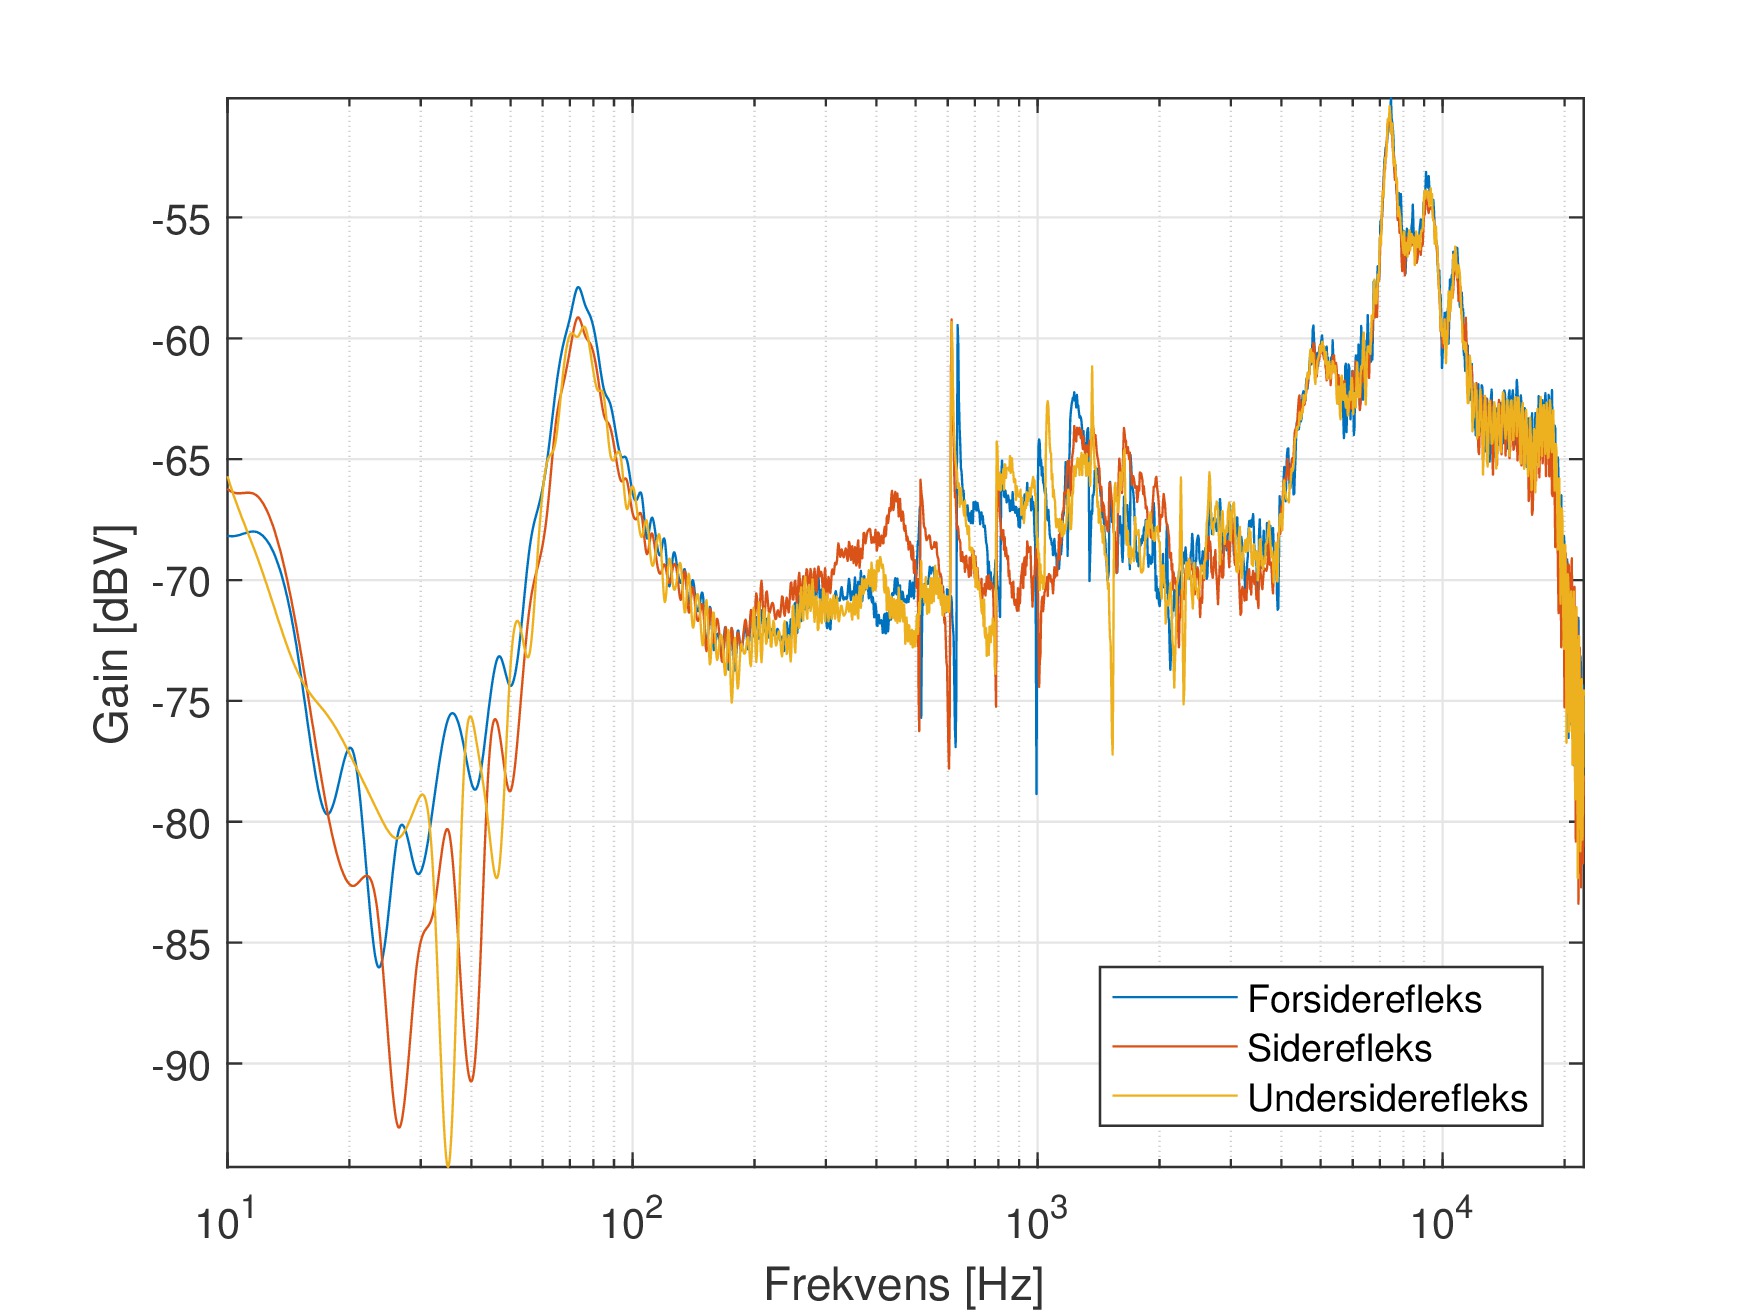 Gain [dBV]
-55
-60
-65
-70
-75
-80
-85
-90
10^1
10^2
10^3
10^4
Frekvens [Hz]
Forsiderefleks
Siderefleks
Undersiderefleks